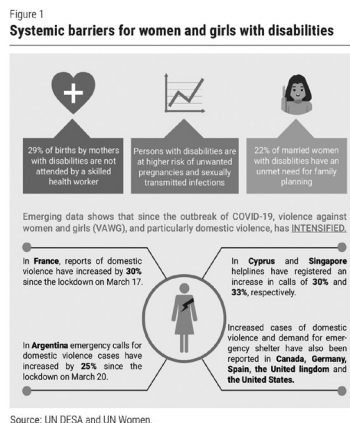 Figure 1
Systemic barriers for women and girls with disabilities
29% of births by mothers
with disabilities are not
attended by a skilled
health worker
Persons with disabilities are
at higher risk of unwanted
pregnancies and sexually
transmitted infections
22% of married women
with disablities have an
unmet need for family
planning
Emerging data shows that since the outbreak of COVID-19, violence against
women and girls (VAWG), and particularly domestic violence, has INTENSIFIED.
In France, reports of domestic
violence have increased by 30%
since the lockdown on March 17.
In Cyprus and Singapore
helplines have registered an
increase in calls of 30% and
33%, respectively.
In Argentina emergency calls for
domestic violence cases have
increased by 25% since the
lockdown on March 20.
Increased cases of domestic
violence and demand for emer-
gency shelter have also been
reported in Canada, Germany,
Spain, the United lingdom and
the United States.
Source: UN DESA and UN Women.